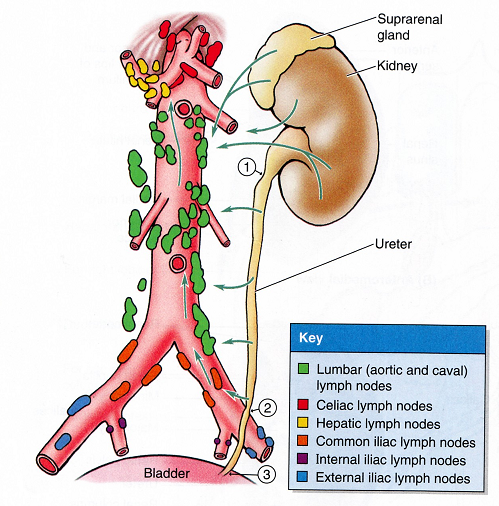 Suprarenal
gland
Kidney
1
Ureter
Key
Lumbar (aortic and caval)
lymph nodes
Celiac lymph nodes
Hepatic lymph nodes
Common iliac lymph nodes
Internal iliac lymph nodes
External iliac lymph nodes
2
3
Bladder